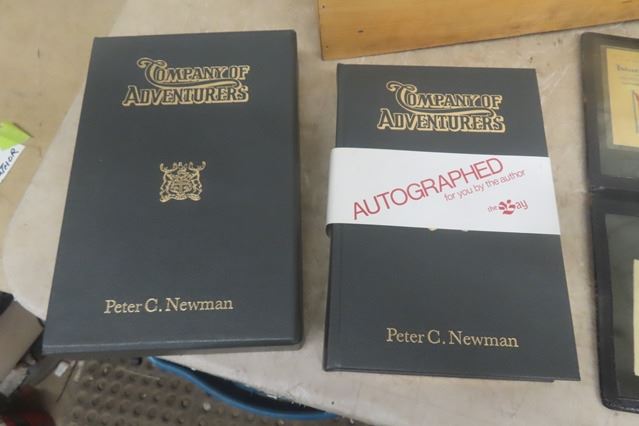 COMPANY OF
ADVENTURERS
Peter C. Newman
COMPANY OF
ADVENTURERS
AUTOGRAPHED
for you by the author
the Bay
Peter C. Newman